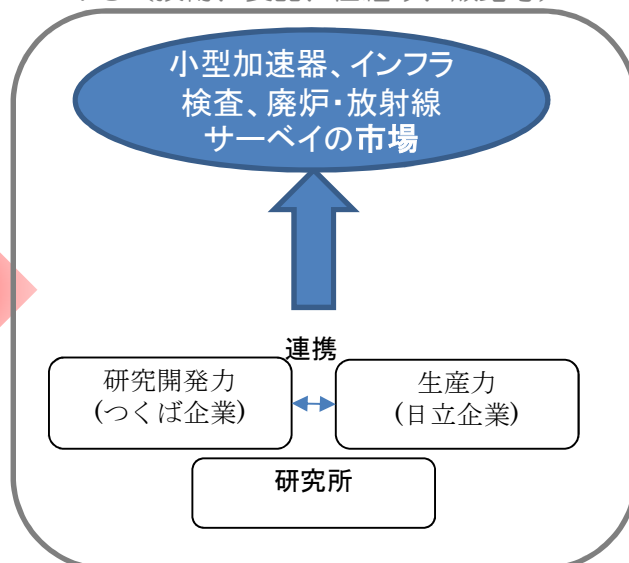 小型加速器、インフラ
検査、廃炉・放射線
サーベイの市場
連携
研究開発力
(つくば企業)
生産力
(日立企業)
研究所